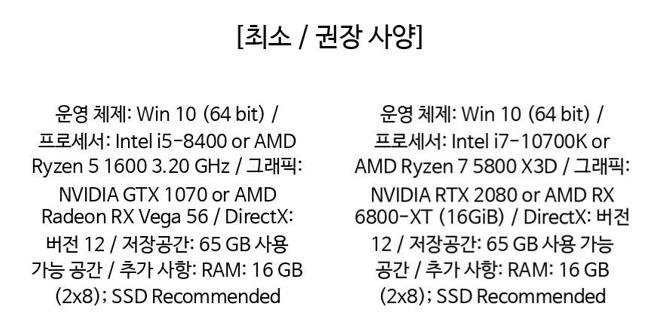 [최소 / 권장 사양]
운영 체제: Win 10 (64 bit) /
프로세서: Intel i5-8400 or AMD
Ryzen 5 1600 3.20 GHz / 그래픽:
NVIDIA GTX 1070 or AMD
Radeon RX Vega 56 / DirectX:
버전 12 / 저장공간: 65 GB 사용
가능 공간 / 추가 사항: RAM: 16 GB
(2x8); SSD Recommended
운영 체제: Win 10 (64 bit) /
프로세서: Intel i7-10700K or
AMD Ryzen 7 5800 X3D / 그래픽:
NVIDIA RTX 2080 or AMD RX
6800-XT (16GiB) / DirectX: 버전
12 / 저장공간: 65 GB 사용 가능
공간 / 추가 사항: RAM: 16 GB
(2x8); SSD Recommended